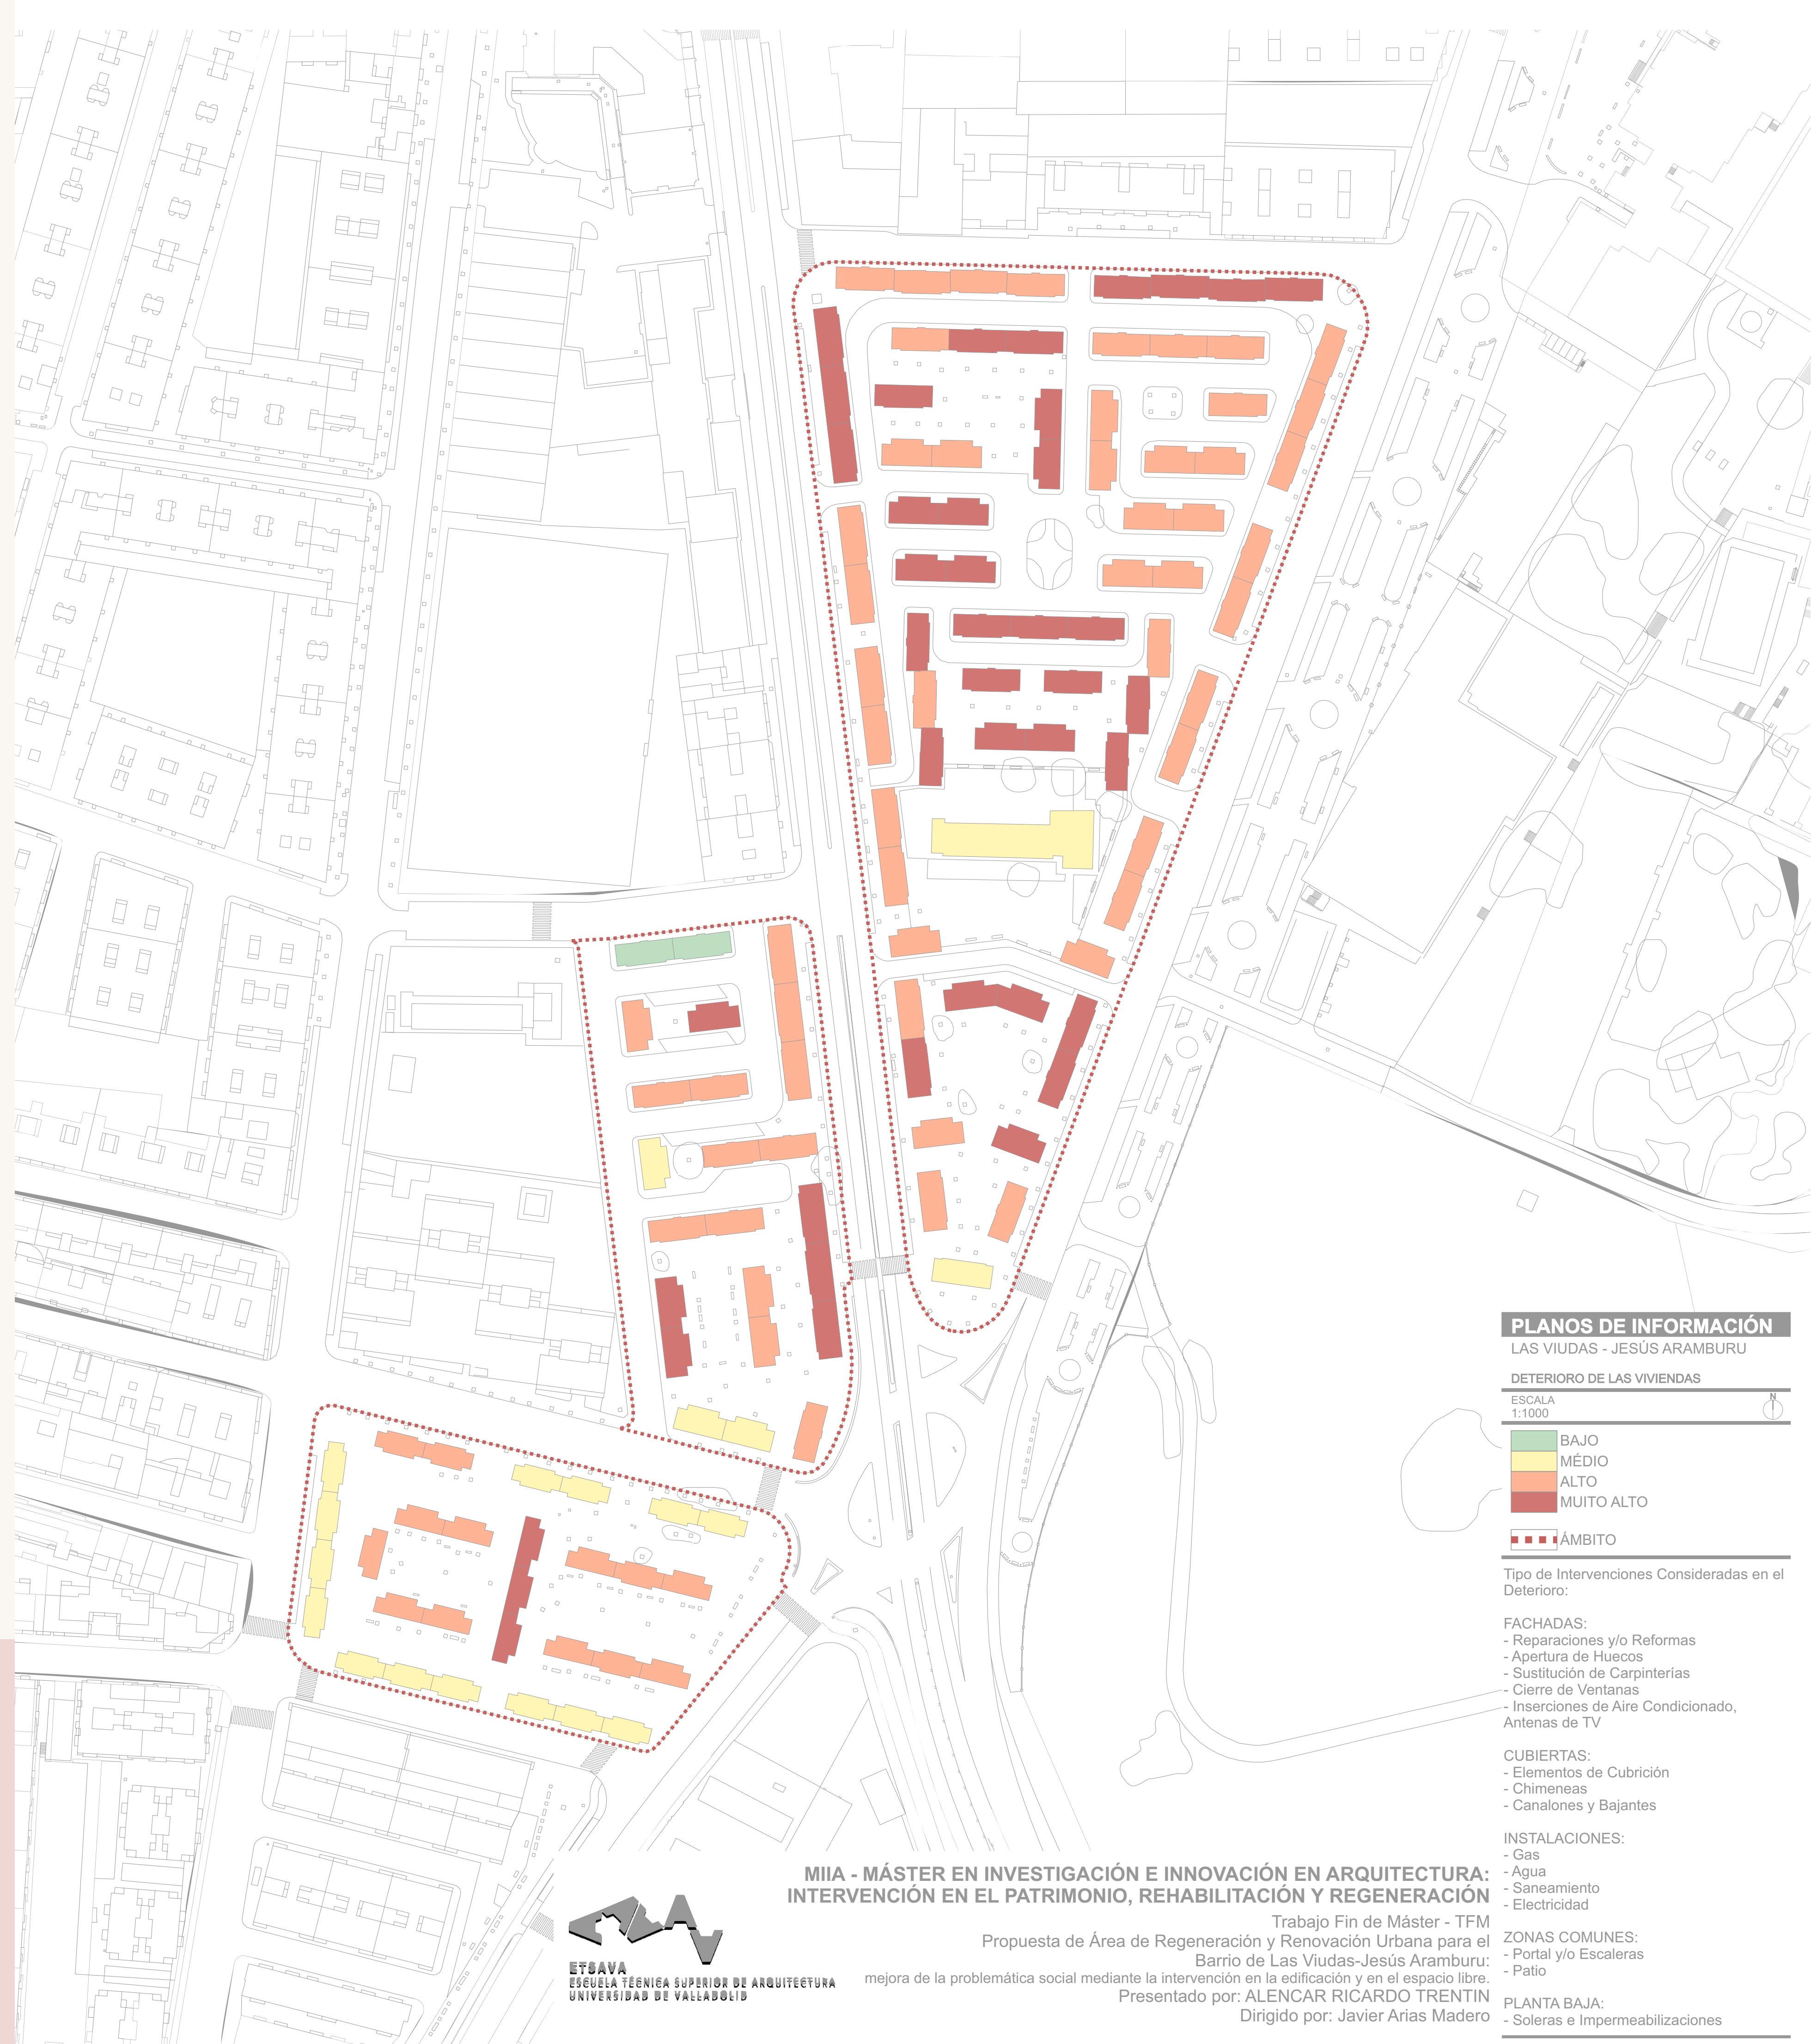 PLANOS DE INFORMACIÓN
LAS VIUDAS - JESÚS ARAMBURU
DETERIORO DE LAS VIVIENDAS
ESCALA
1:1000
N
BAJO
MÉDIO
ALTO
MUITO ALTO
ÁMBITO
Tipo de Intervenciones Consideradas en el
Deterioro:
FACHADAS:
- Reparaciones y/o Reformas
- Apertura de Huecos
- Sustitución de Carpinterías
- Cierre de Ventanas
- Inserciones de Aire Condicionado,
Antenas de TV
CUBIERTAS:
- Elementos de Cubrición
- Chimeneas
- Canalones y Bajantes
INSTALACIONES:
- Gas
- Agua
- Saneamiento
- Electricidad
ZONAS COMUNES:
- Portal y/o Escaleras
- Patio
PLANTA BAJA:
- Soleras e Impermeabilizaciones
MIIA - MÁSTER EN INVESTIGACIÓN E INNOVACIÓN EN ARQUITECTURA:
INTERVENCIÓN EN EL PATRIMONIO, REHABILITACIÓN Y REGENERACIÓN
Trabajo Fin de Máster - TFM
Propuesta de Área de Regeneración y Renovación Urbana para el
Barrio de Las Viudas-Jesús Aramburu:
mejora de la problemática social mediante la intervención en la edificación y en el espacio libre.
Presentado por: ALENCAR RICARDO TRENTIN
Dirigido por: Javier Arias Madero
ETSAVA
ESCUELA TÉCNICA SUPERIOR DE ARQUITECTURA
UNIVERSIDAD DE VALLADOLID